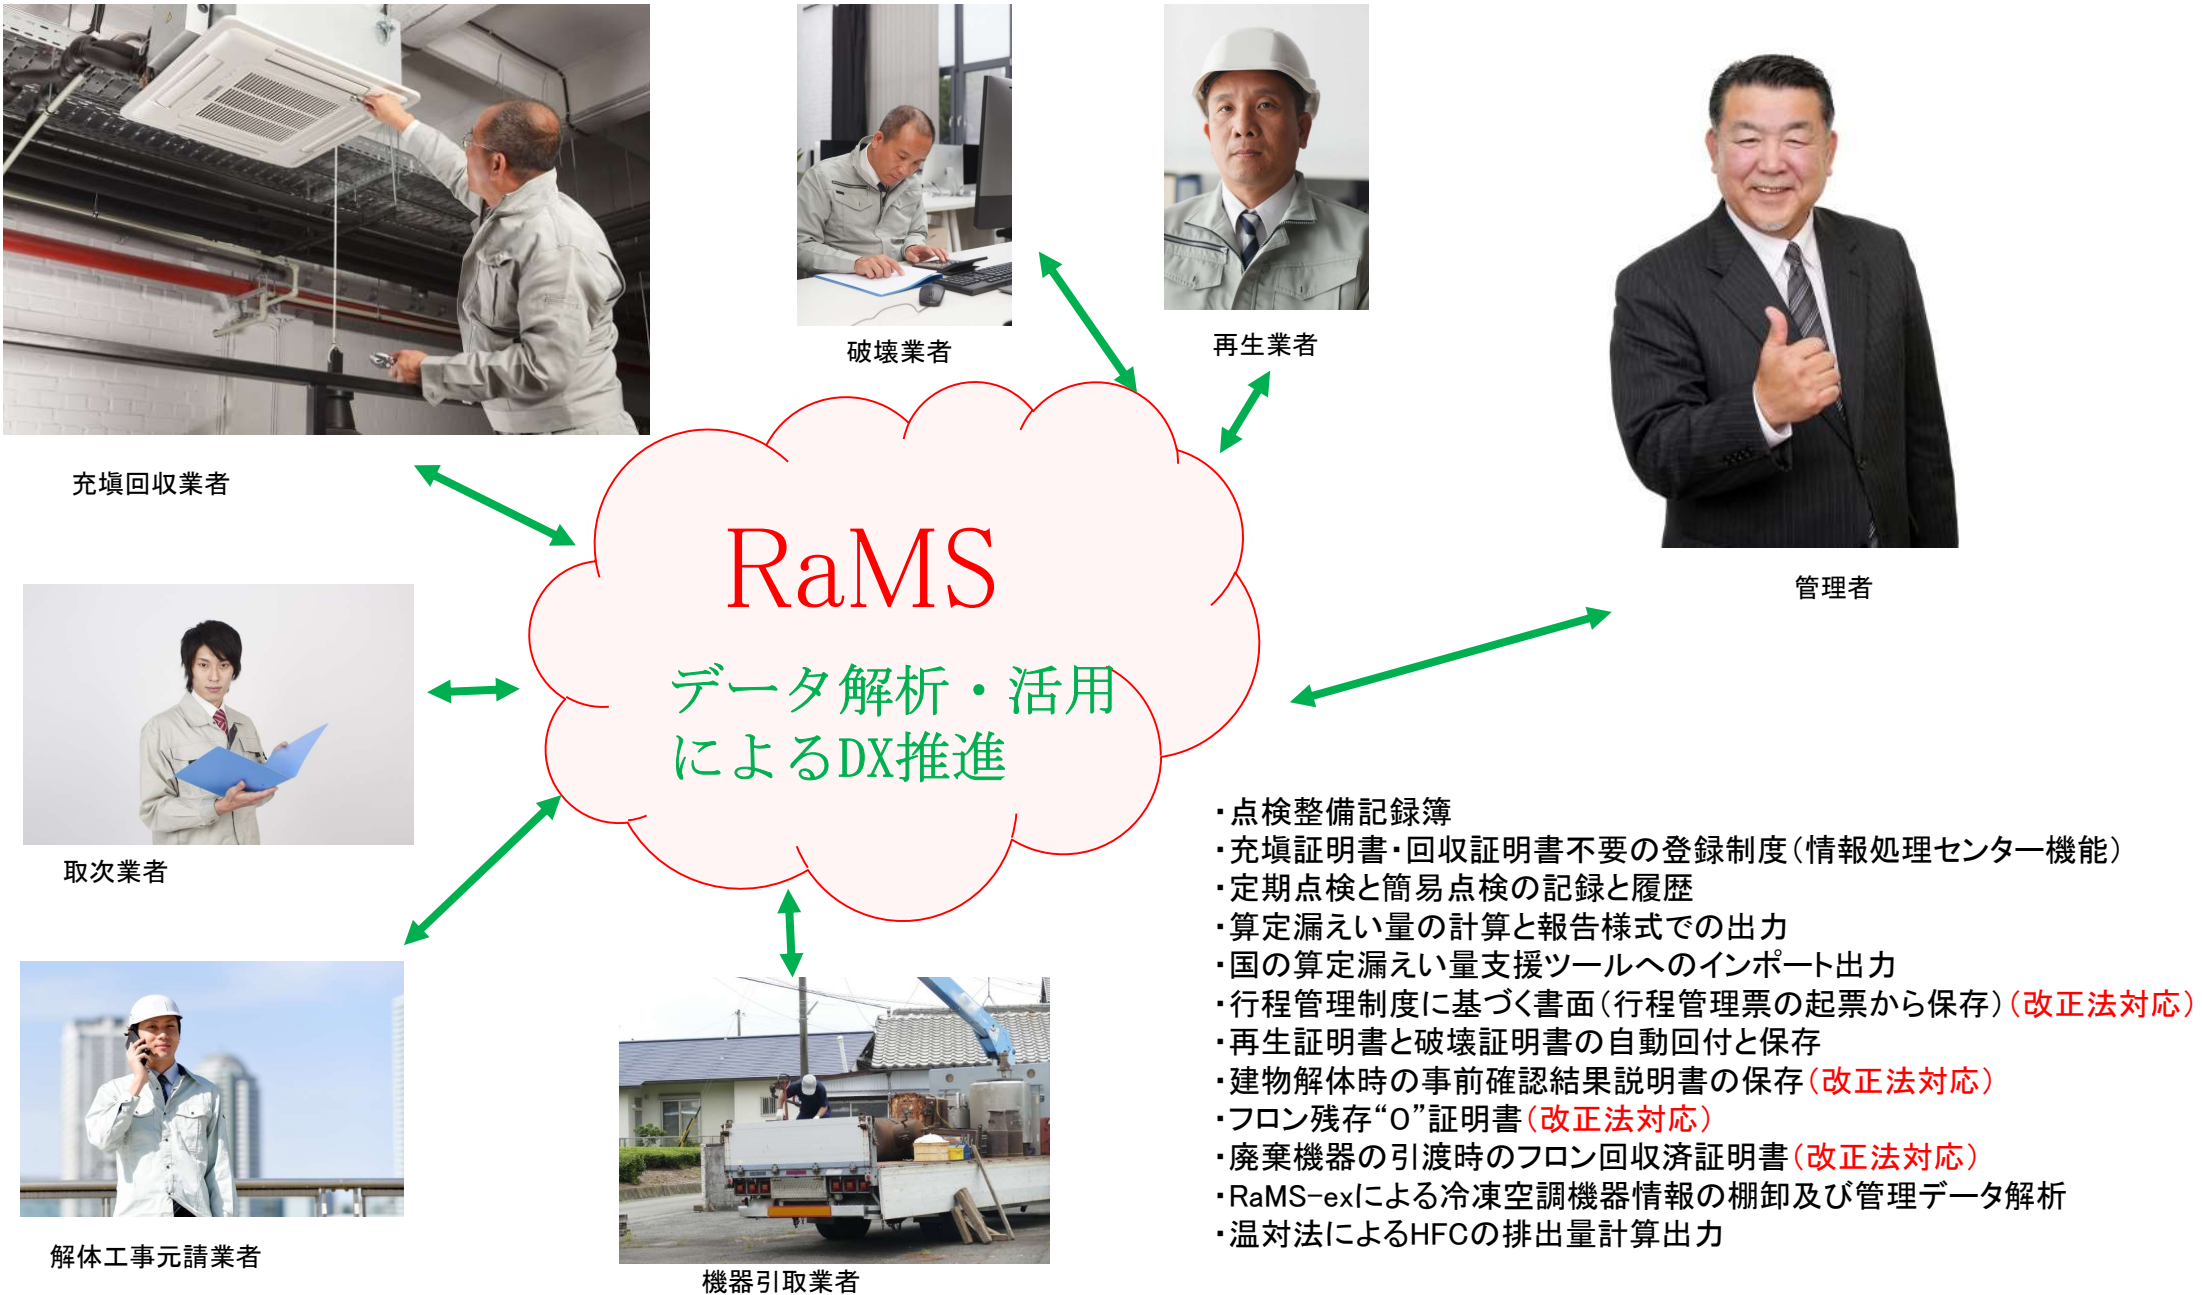 破壊業者
再生業者
充塡回収業者
管理者
RaMS
データ解析・活用
によるDX推進
取次業者
解体工事元請業者
機器引取業者
・点検整備記録簿
・充塡証明書・回収証明書不要の登録制度（情報処理センター機能）
・定期点検と簡易点検の記録と履歴
・算定漏えい量の計算と報告様式での出力
・国の算定漏えい量支援ツールへのインポート出力
・行程管理制度に基づく書面（行程管理票の起票から保存）（改正法対応）
・再生証明書と破壊証明書の自動回付と保存
・建物解体時の事前確認結果説明書の保存（改正法対応）
・フロン残存“０”証明書（改正法対応）
・廃棄機器の引渡時のフロン回収済証明書（改正法対応）
・RaMS-exによる冷凍空調機器情報の棚卸及び管理データ解析
・温対法によるHFCの排出量計算出力